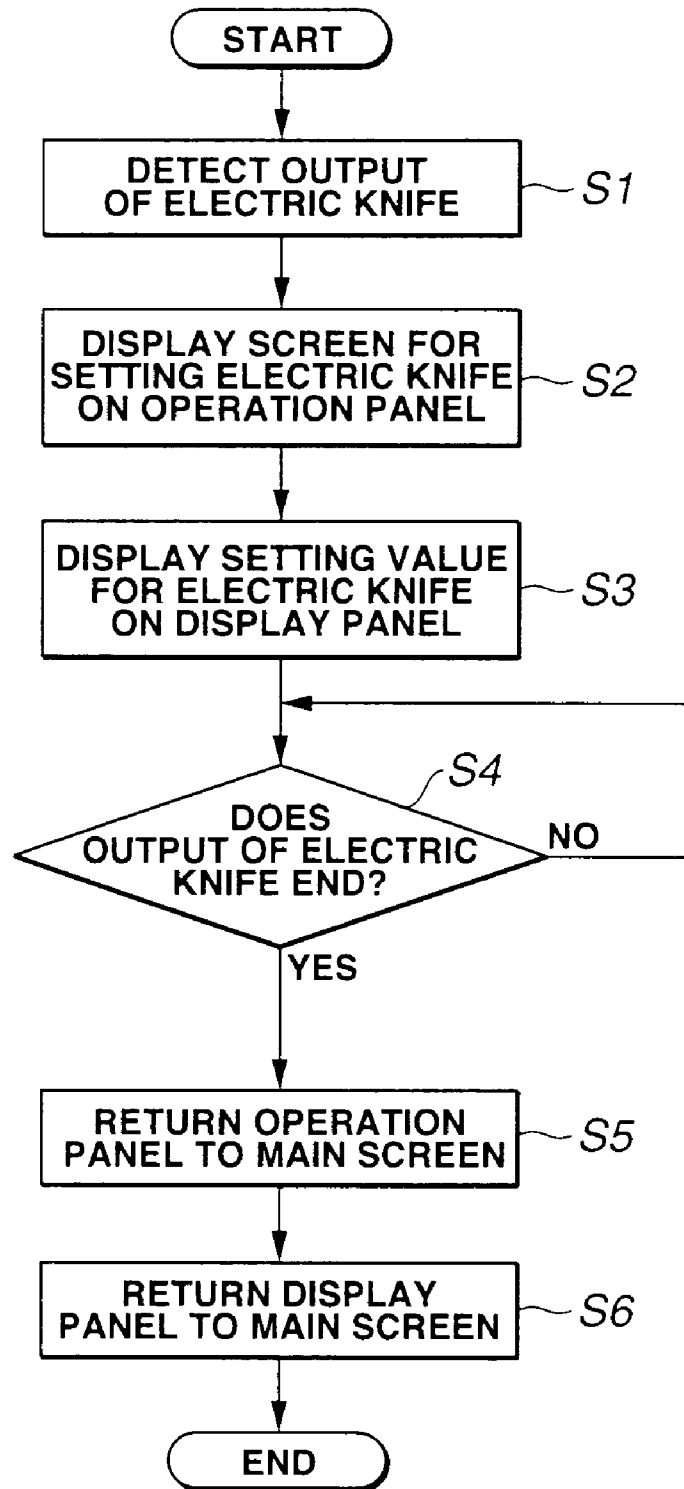 START
DETECT OUTPUT
OF ELECTRIC KNIFE
S1
DISPLAY SCREEN FOR
SETTING ELECTRIC KNIFE
ON OPERATION PANEL
S2
DISPLAY SETTING VALUE
FOR ELECTRIC KNIFE
ON DISPLAY PANEL
S3
S4
DOES
OUTPUT OF ELECTRIC
KNIFE END?
NO
YES
RETURN OPERATION
PANEL TO MAIN SCREEN
S5
RETURN DISPLAY
PANEL TO MAIN SCREEN
S6
END